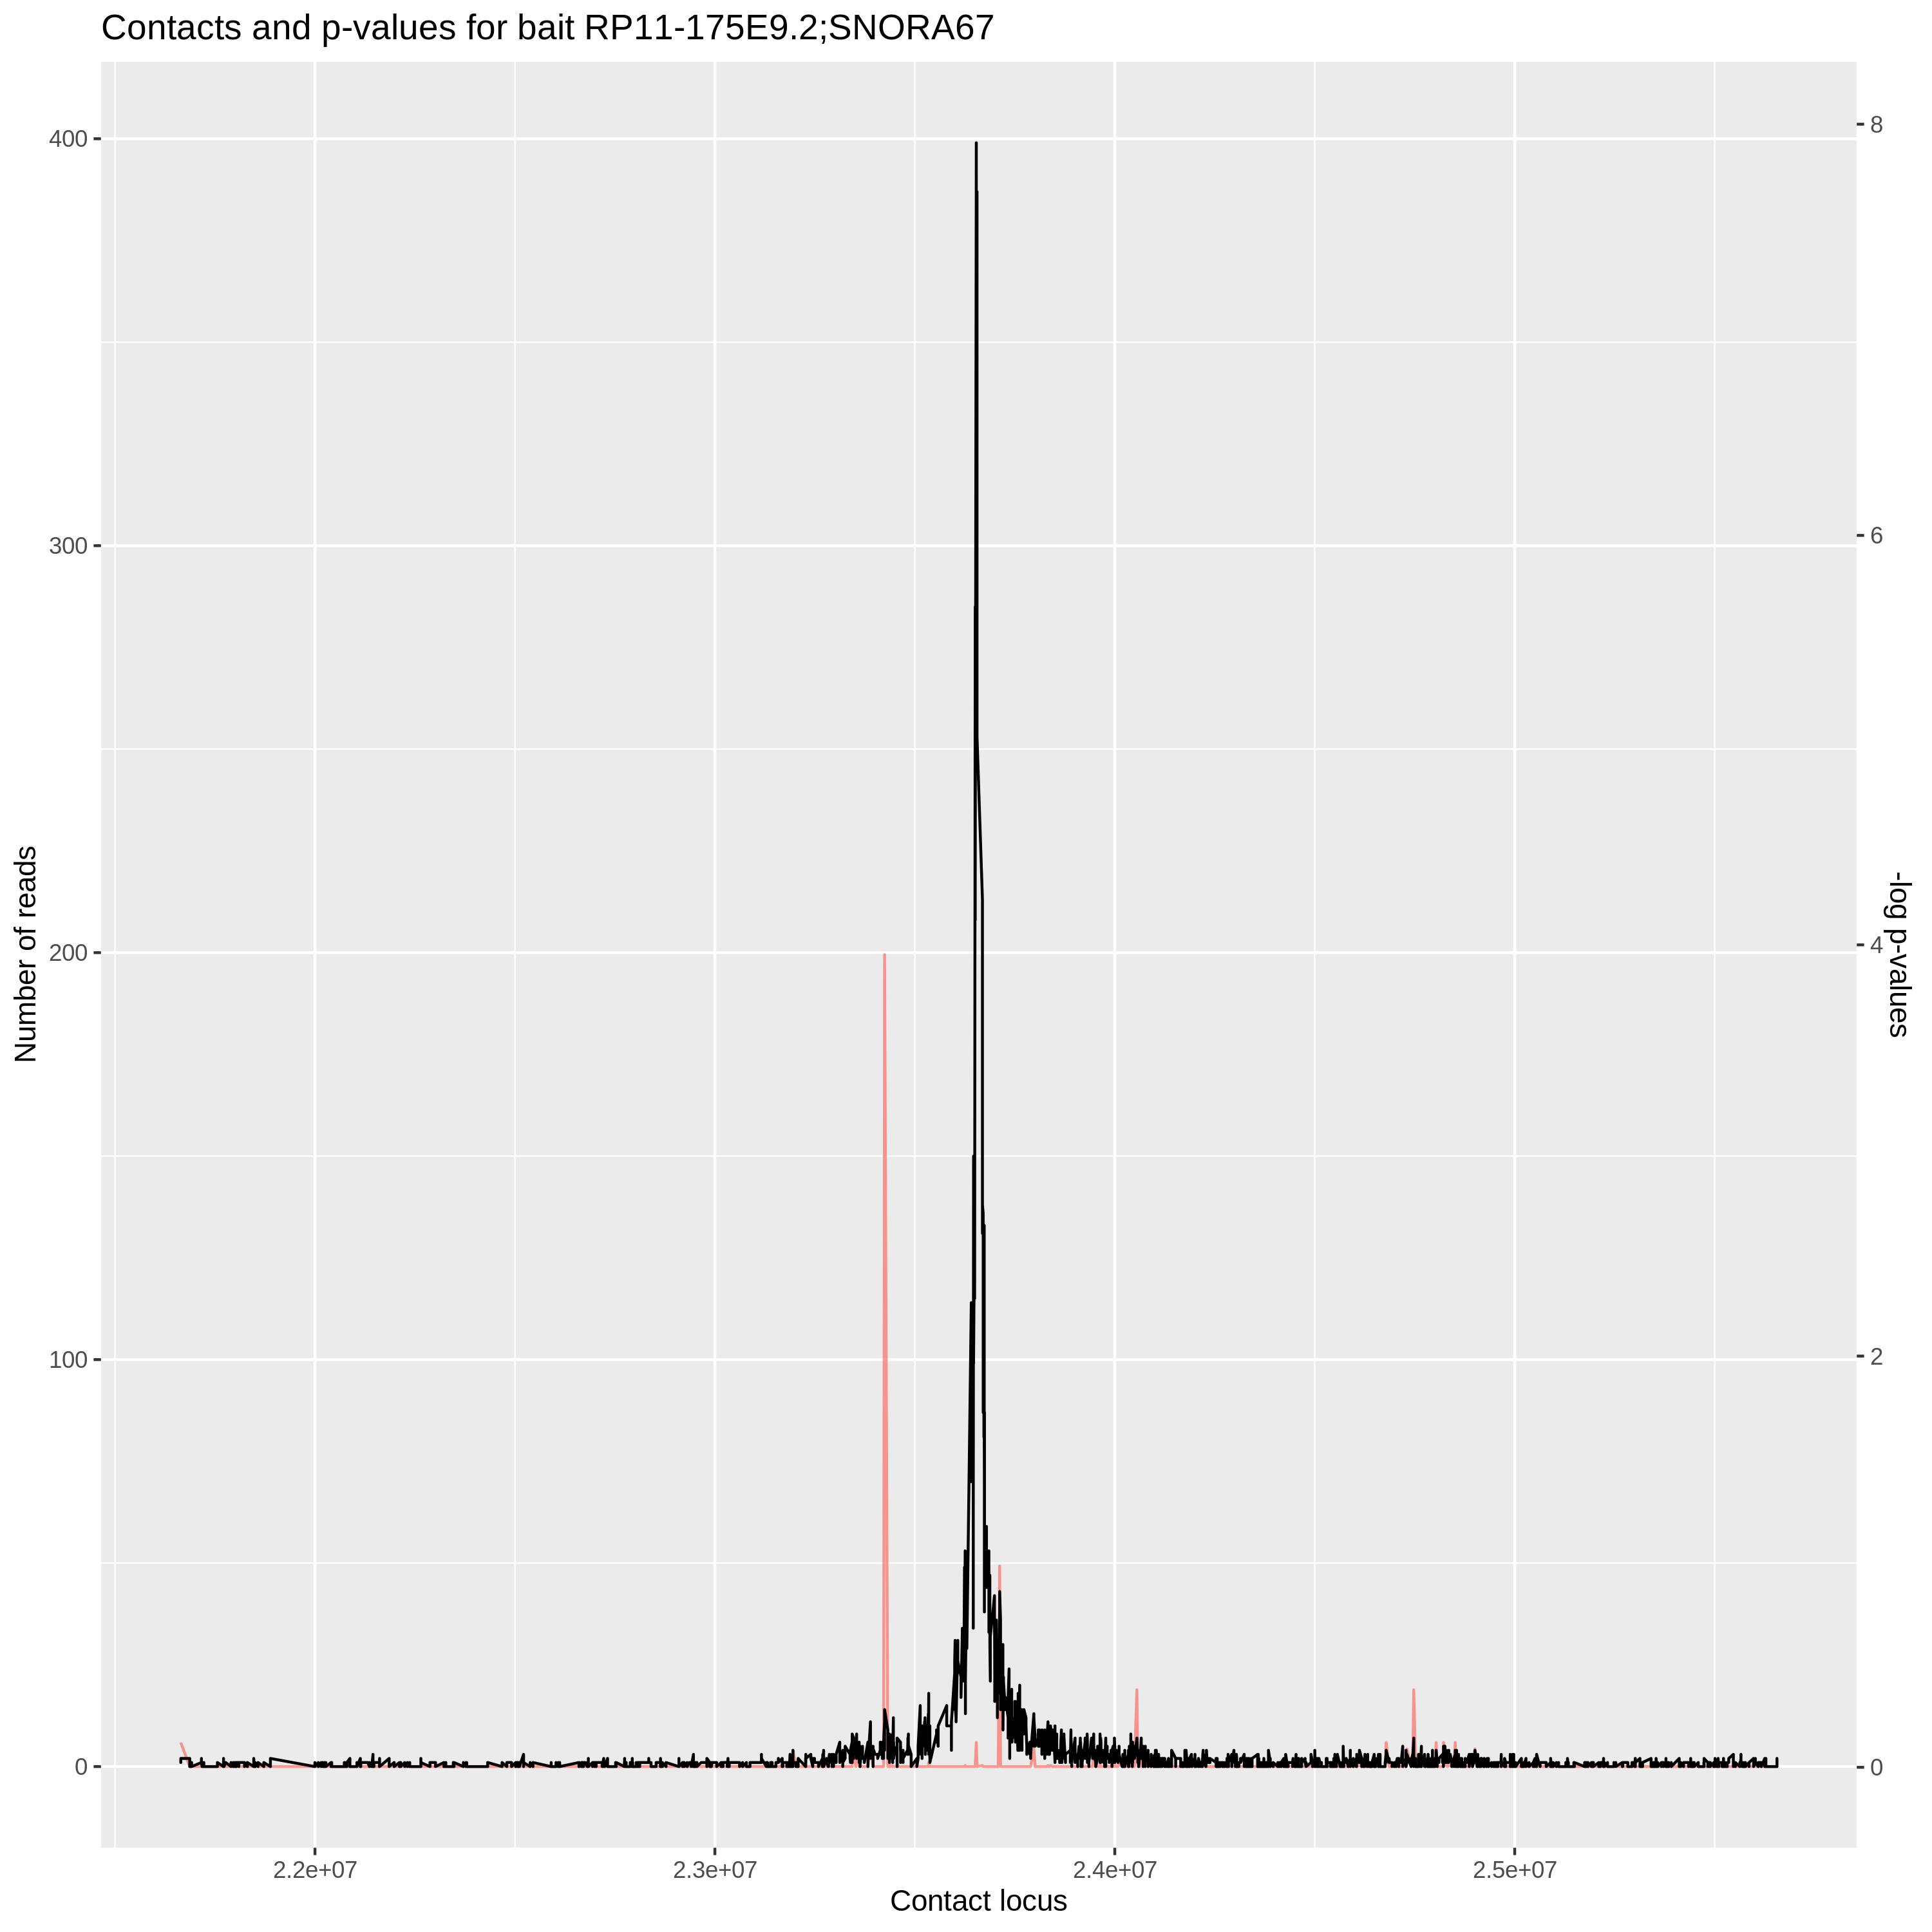 Contacts and p-values for bait RP11-175E9.2;SNORA67
400
300
200
100
0
Number of reads
8
6
4
2
0
-log p-values
2.2e+07
2.3e+07
2.4e+07
2.5e+07
Contact locus